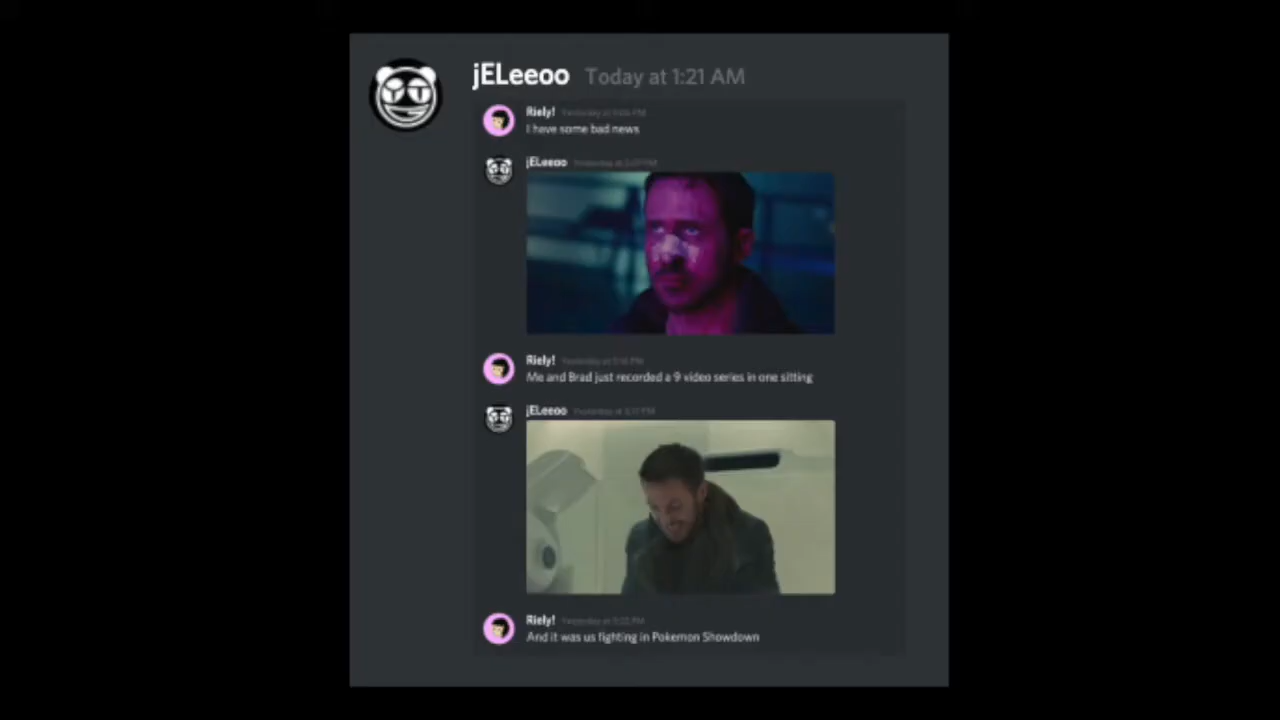 jELeeoo Today at 1:21 AM
Riely!
I have some bad news
jELeeoo
Riely!
Me and Brad just recorded a 9 video series in one sitting
jELeeoo
Riely!
And it was us fighting in Pokemon Showdown